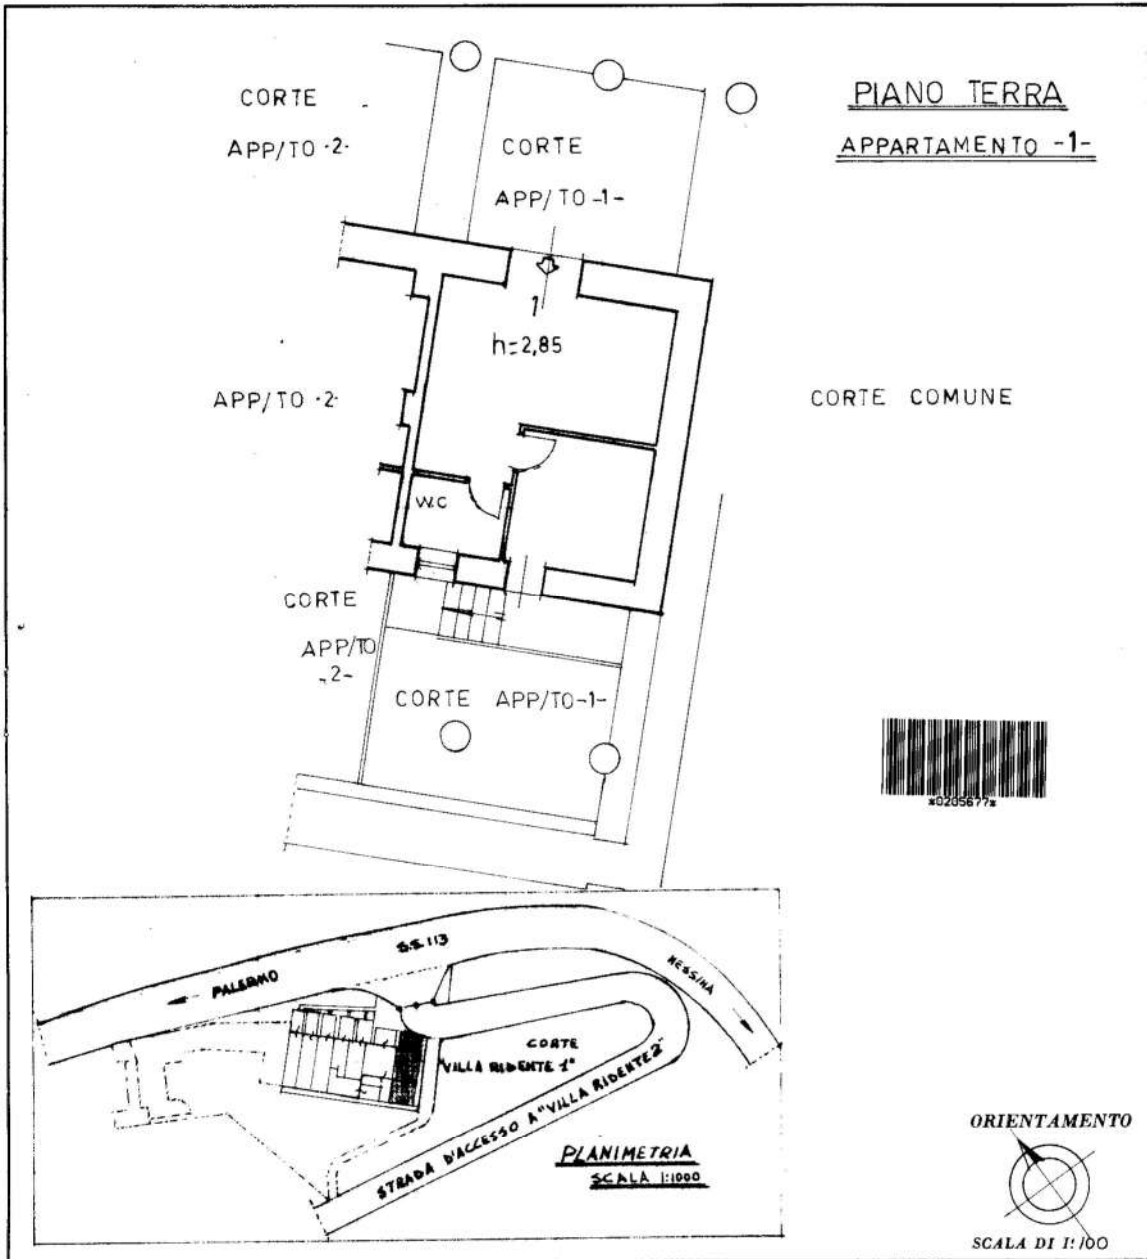 PIANO TERRA
APPARTAMENTO -1-
CORTE
APP/TO -2-
CORTE
APP/TO -1-
1
h=2,85
APP/TO -2-
CORTE COMUNE
W.C
CORTE
APP/TO
-2-
CORTE APP/TO-1-
*0205677*
S.S. 113
PALERMO
MESSINA
CORTE
"VILLA RIDENTE 1"
STRADA D'ACCESSO A "VILLA RIDENTE 2"
PLANIMETRIA
SCALA 1:1000
ORIENTAMENTO
SCALA DI 1:100